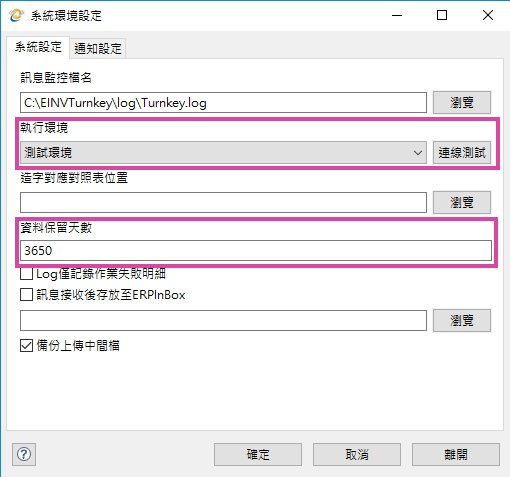 系統環境設定
系統設定 通知設定
訊息監控檔名
C:\EINVTurnkey\log\Turnkey.log 瀏覽
執行環境
測試環境 連線測試
造字對應對照表位置
瀏覽
資料保留天數
3650
Log僅記錄作業失敗明細
訊息接收後存放至ERPInBox
瀏覽
備份上傳中間檔
? 確定 取消 離開